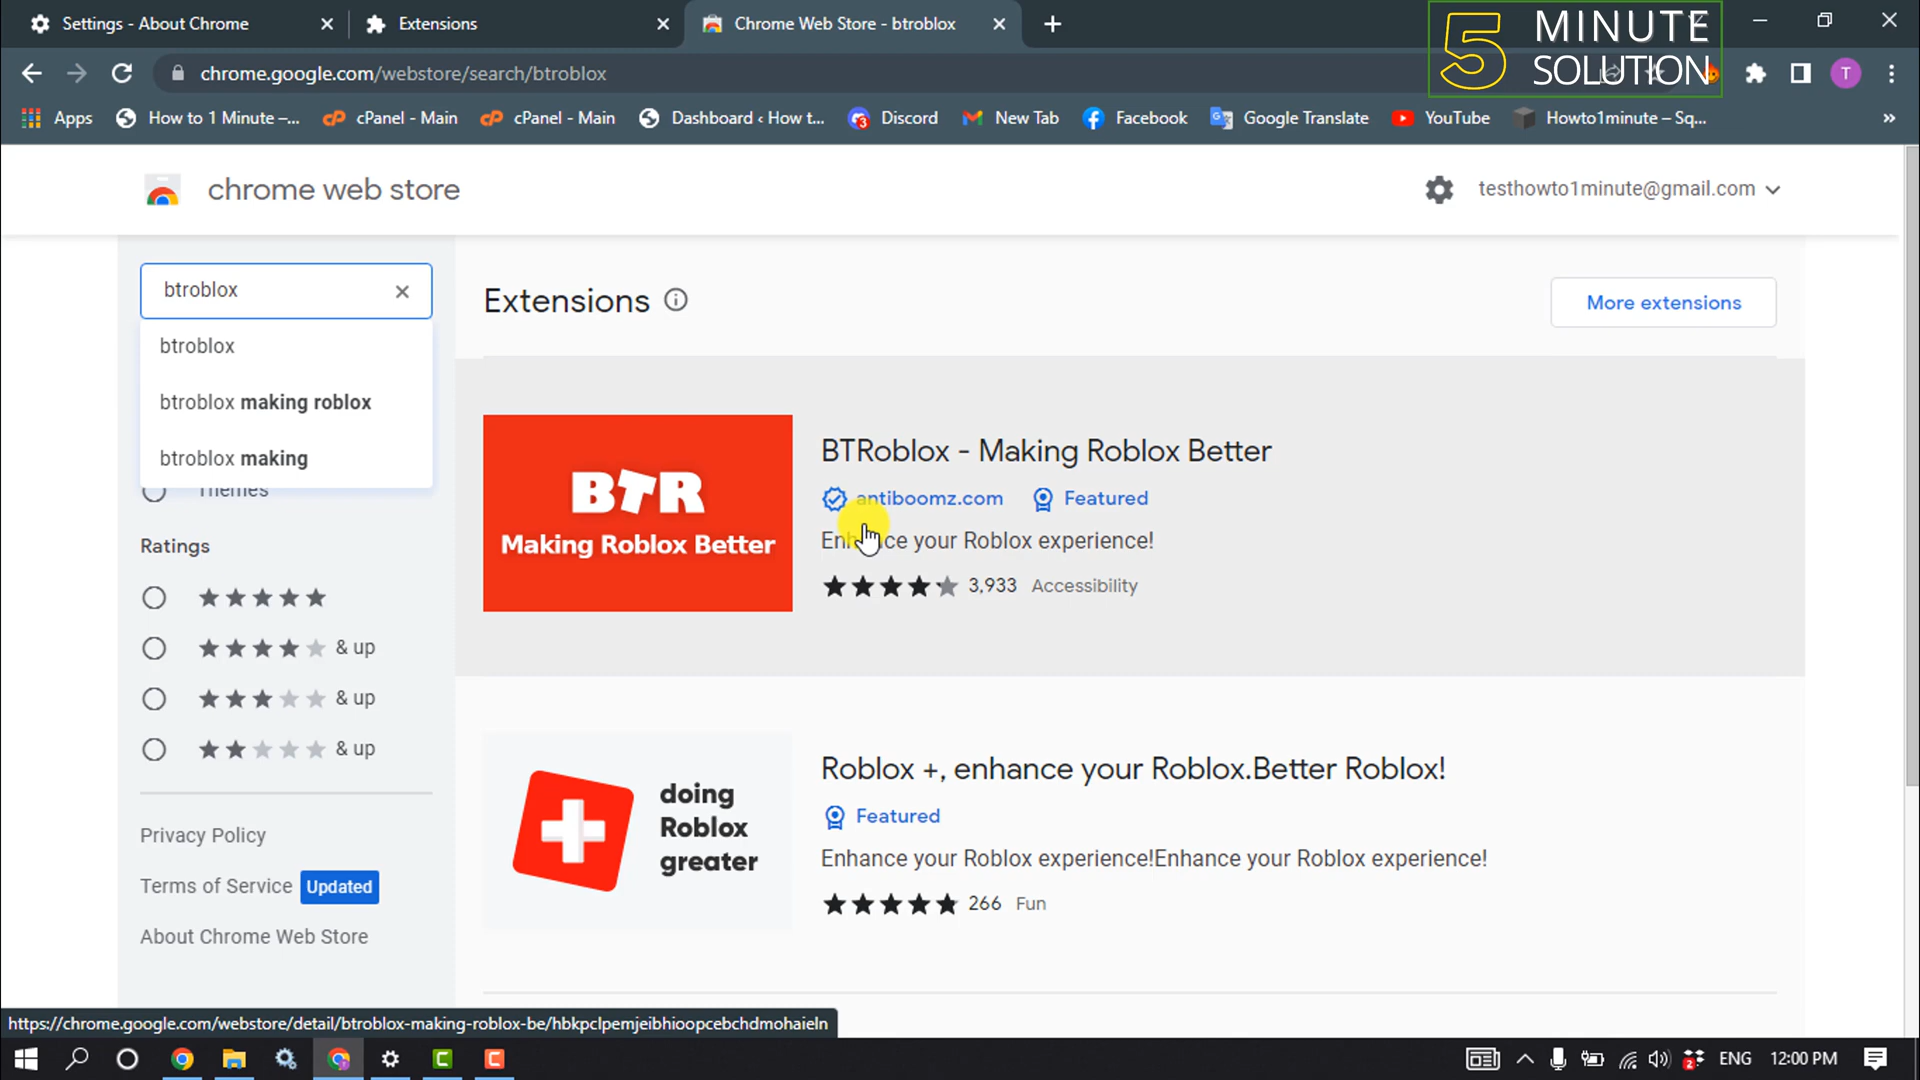 Settings - About Chrome
Extensions
Chrome Web Store - btroblox
5 MINUTE
SOLUTION
chrome.google.com/webstore/search/btroblox
T
Apps
How to 1 Minute –...
cPanel - Main
cPanel - Main
Dashboard ‹ How t...
Discord
New Tab
Facebook
Google Translate
YouTube
Howto1minute – Sq...
»
chrome web store
testhowto1minute@gmail.com
btroblox
btroblox
btroblox making roblox
btroblox making
Themes
Ratings
& up
& up
& up
Privacy Policy
Terms of Service Updated
About Chrome Web Store
Extensions
More extensions
BTR
Making Roblox Better
BTRoblox - Making Roblox Better
antiboomz.com Featured
Enhance your Roblox experience!
3,933 Accessibility
doing
Roblox
greater
Roblox +, enhance your Roblox.Better Roblox!
Featured
Enhance your Roblox experience!Enhance your Roblox experience!
266 Fun
https://chrome.google.com/webstore/detail/btroblox-making-roblox-be/hbkpclpemjeibhioopcebchdmohaieln
ENG
12:00 PM